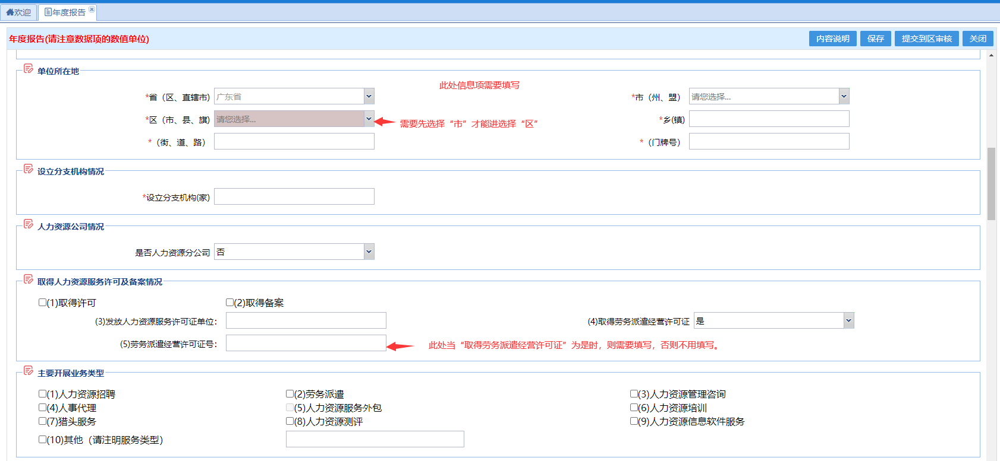 欢迎 年度报告
年度报告(请注意数据项的数值单位) 内容说明 保存 提交到区审核 关闭
单位所在地
此处信息项需要填写
*省（区、直辖市) 广东省 *市（州、盟） 请您选择...
*区（市、县、旗) 请您选择... 需要先选择“市”才能进选择“区” *乡(镇)
*（街、道、路） *（门牌号）
设立分支机构情况
*设立分支机构(家)
人力资源公司情况
是否人力资源分公司 否
取得人力资源服务许可及备案情况
(1)取得许可 (2)取得备案
(3)发放人力资源服务许可证单位： (4)取得劳务派遣经营许可证 是
(5)劳务派遣经营许可证号： 此处当“取得劳务派遣经营许可证”为是时，则需要填写，否则不用填写。
主要开展业务类型
(1)人力资源招聘 (2)劳务派遣 (3)人力资源管理咨询
(4)人事代理 (5)人力资源服务外包 (6)人力资源培训
(7)猎头服务 (8)人力资源测评 (9)人力资源信息软件服务
(10)其他（请注明服务类型）